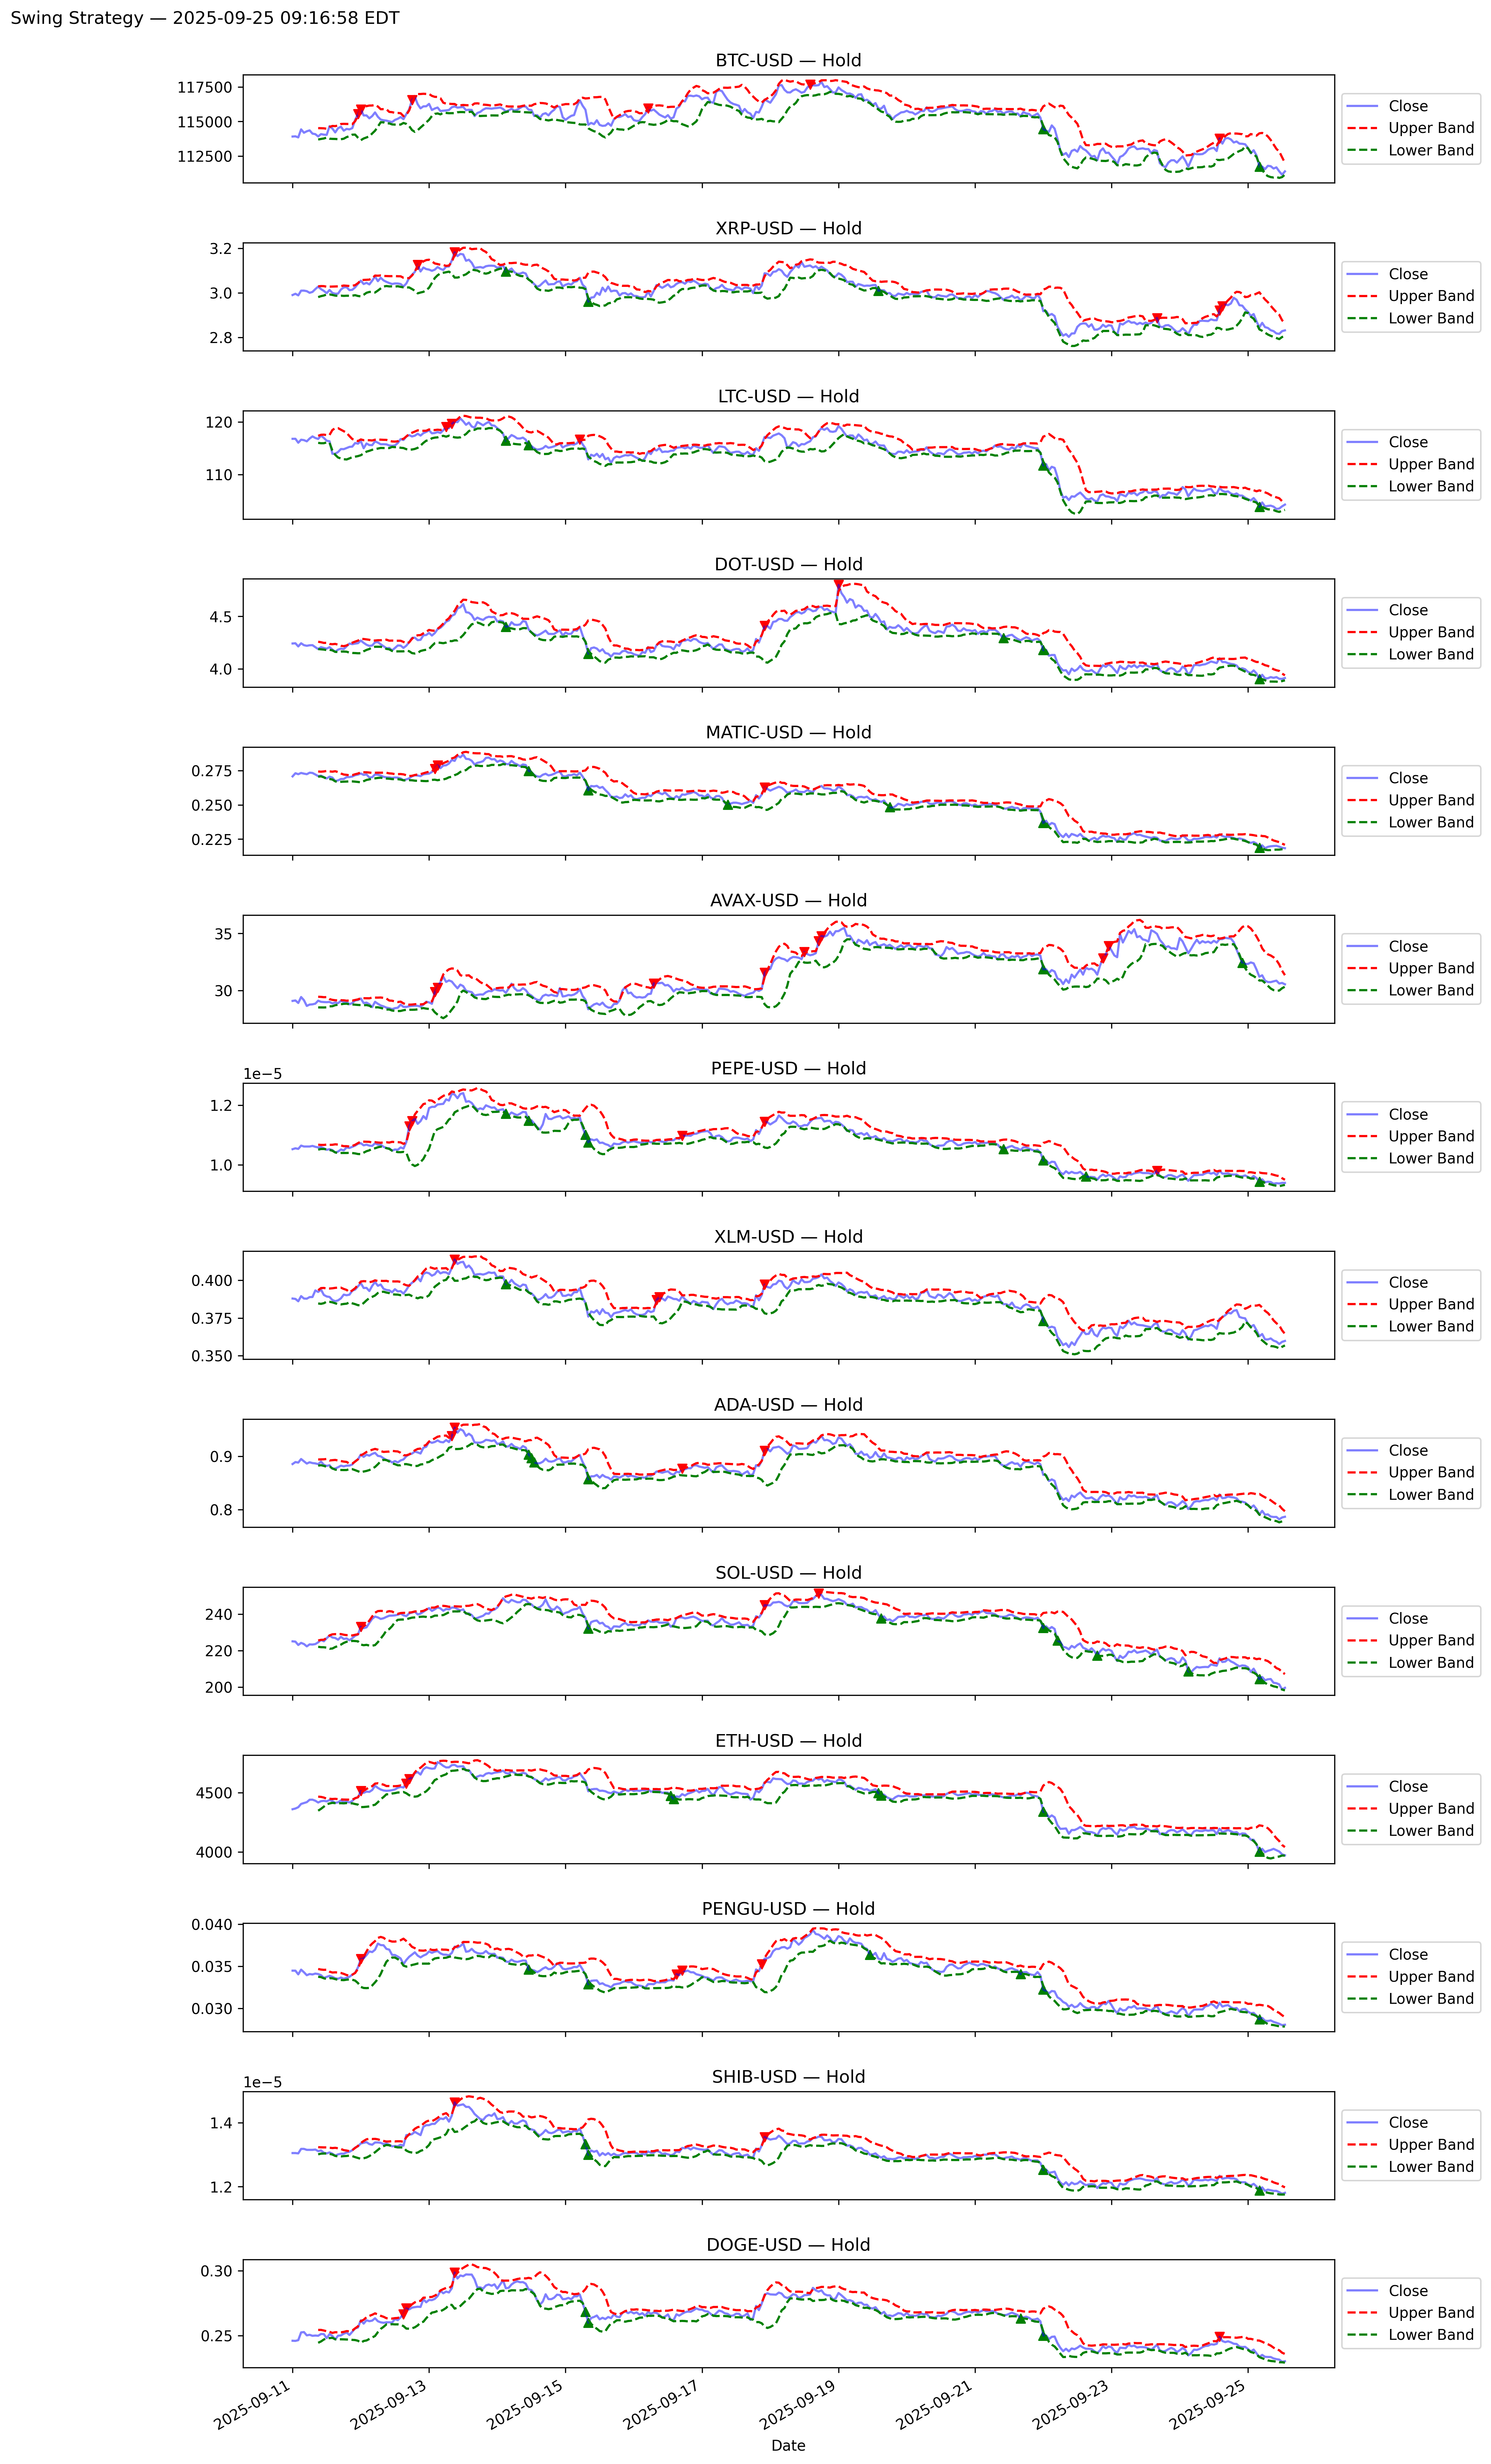 Swing Strategy — 2025-09-25 09:16:58 EDT
BTC-USD — Hold
117500
115000
112500
Close
Upper Band
Lower Band
XRP-USD — Hold
3.2
3.0
2.8
Close
Upper Band
Lower Band
LTC-USD — Hold
120
110
Close
Upper Band
Lower Band
DOT-USD — Hold
4.5
4.0
Close
Upper Band
Lower Band
MATIC-USD — Hold
0.275
0.250
0.225
Close
Upper Band
Lower Band
AVAX-USD — Hold
35
30
Close
Upper Band
Lower Band
PEPE-USD — Hold
1e−5
1.2
1.0
Close
Upper Band
Lower Band
XLM-USD — Hold
0.400
0.375
0.350
Close
Upper Band
Lower Band
ADA-USD — Hold
0.9
0.8
Close
Upper Band
Lower Band
SOL-USD — Hold
240
220
200
Close
Upper Band
Lower Band
ETH-USD — Hold
4500
4000
Close
Upper Band
Lower Band
PENGU-USD — Hold
0.040
0.035
0.030
Close
Upper Band
Lower Band
SHIB-USD — Hold
1e−5
1.4
1.2
Close
Upper Band
Lower Band
DOGE-USD — Hold
0.30
0.25
Close
Upper Band
Lower Band
2025-09-11
2025-09-13
2025-09-15
2025-09-17
2025-09-19
2025-09-21
2025-09-23
2025-09-25
Date